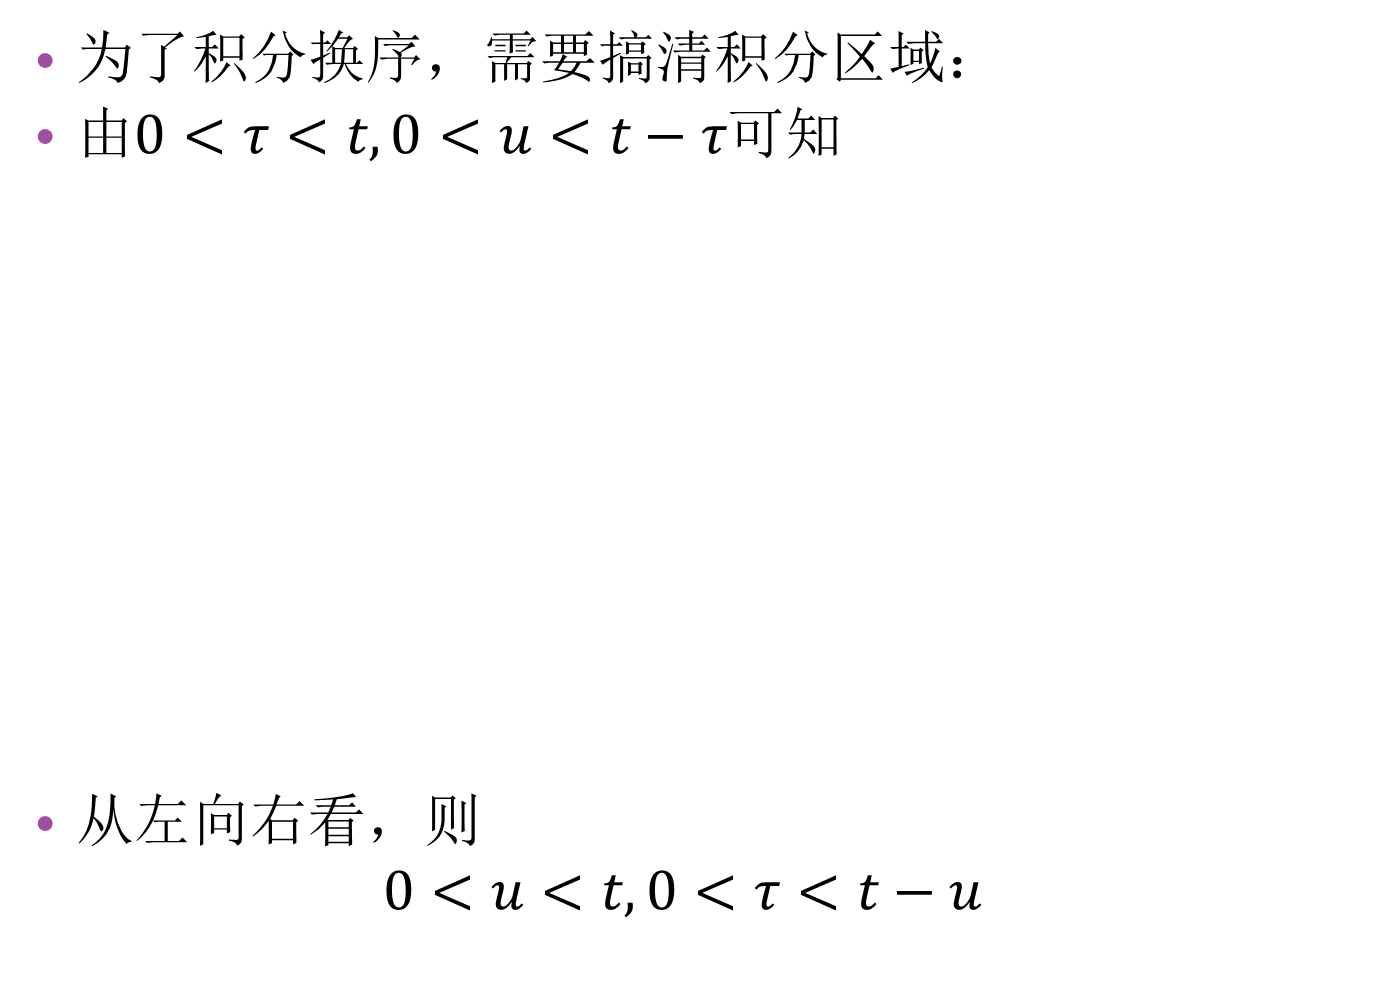 • 为了积分换序，需要搞清积分区域：
• 由0 < τ < t, 0 < u < t − τ可知
• 从左向右看，则
0 < u < t, 0 < τ < t − u